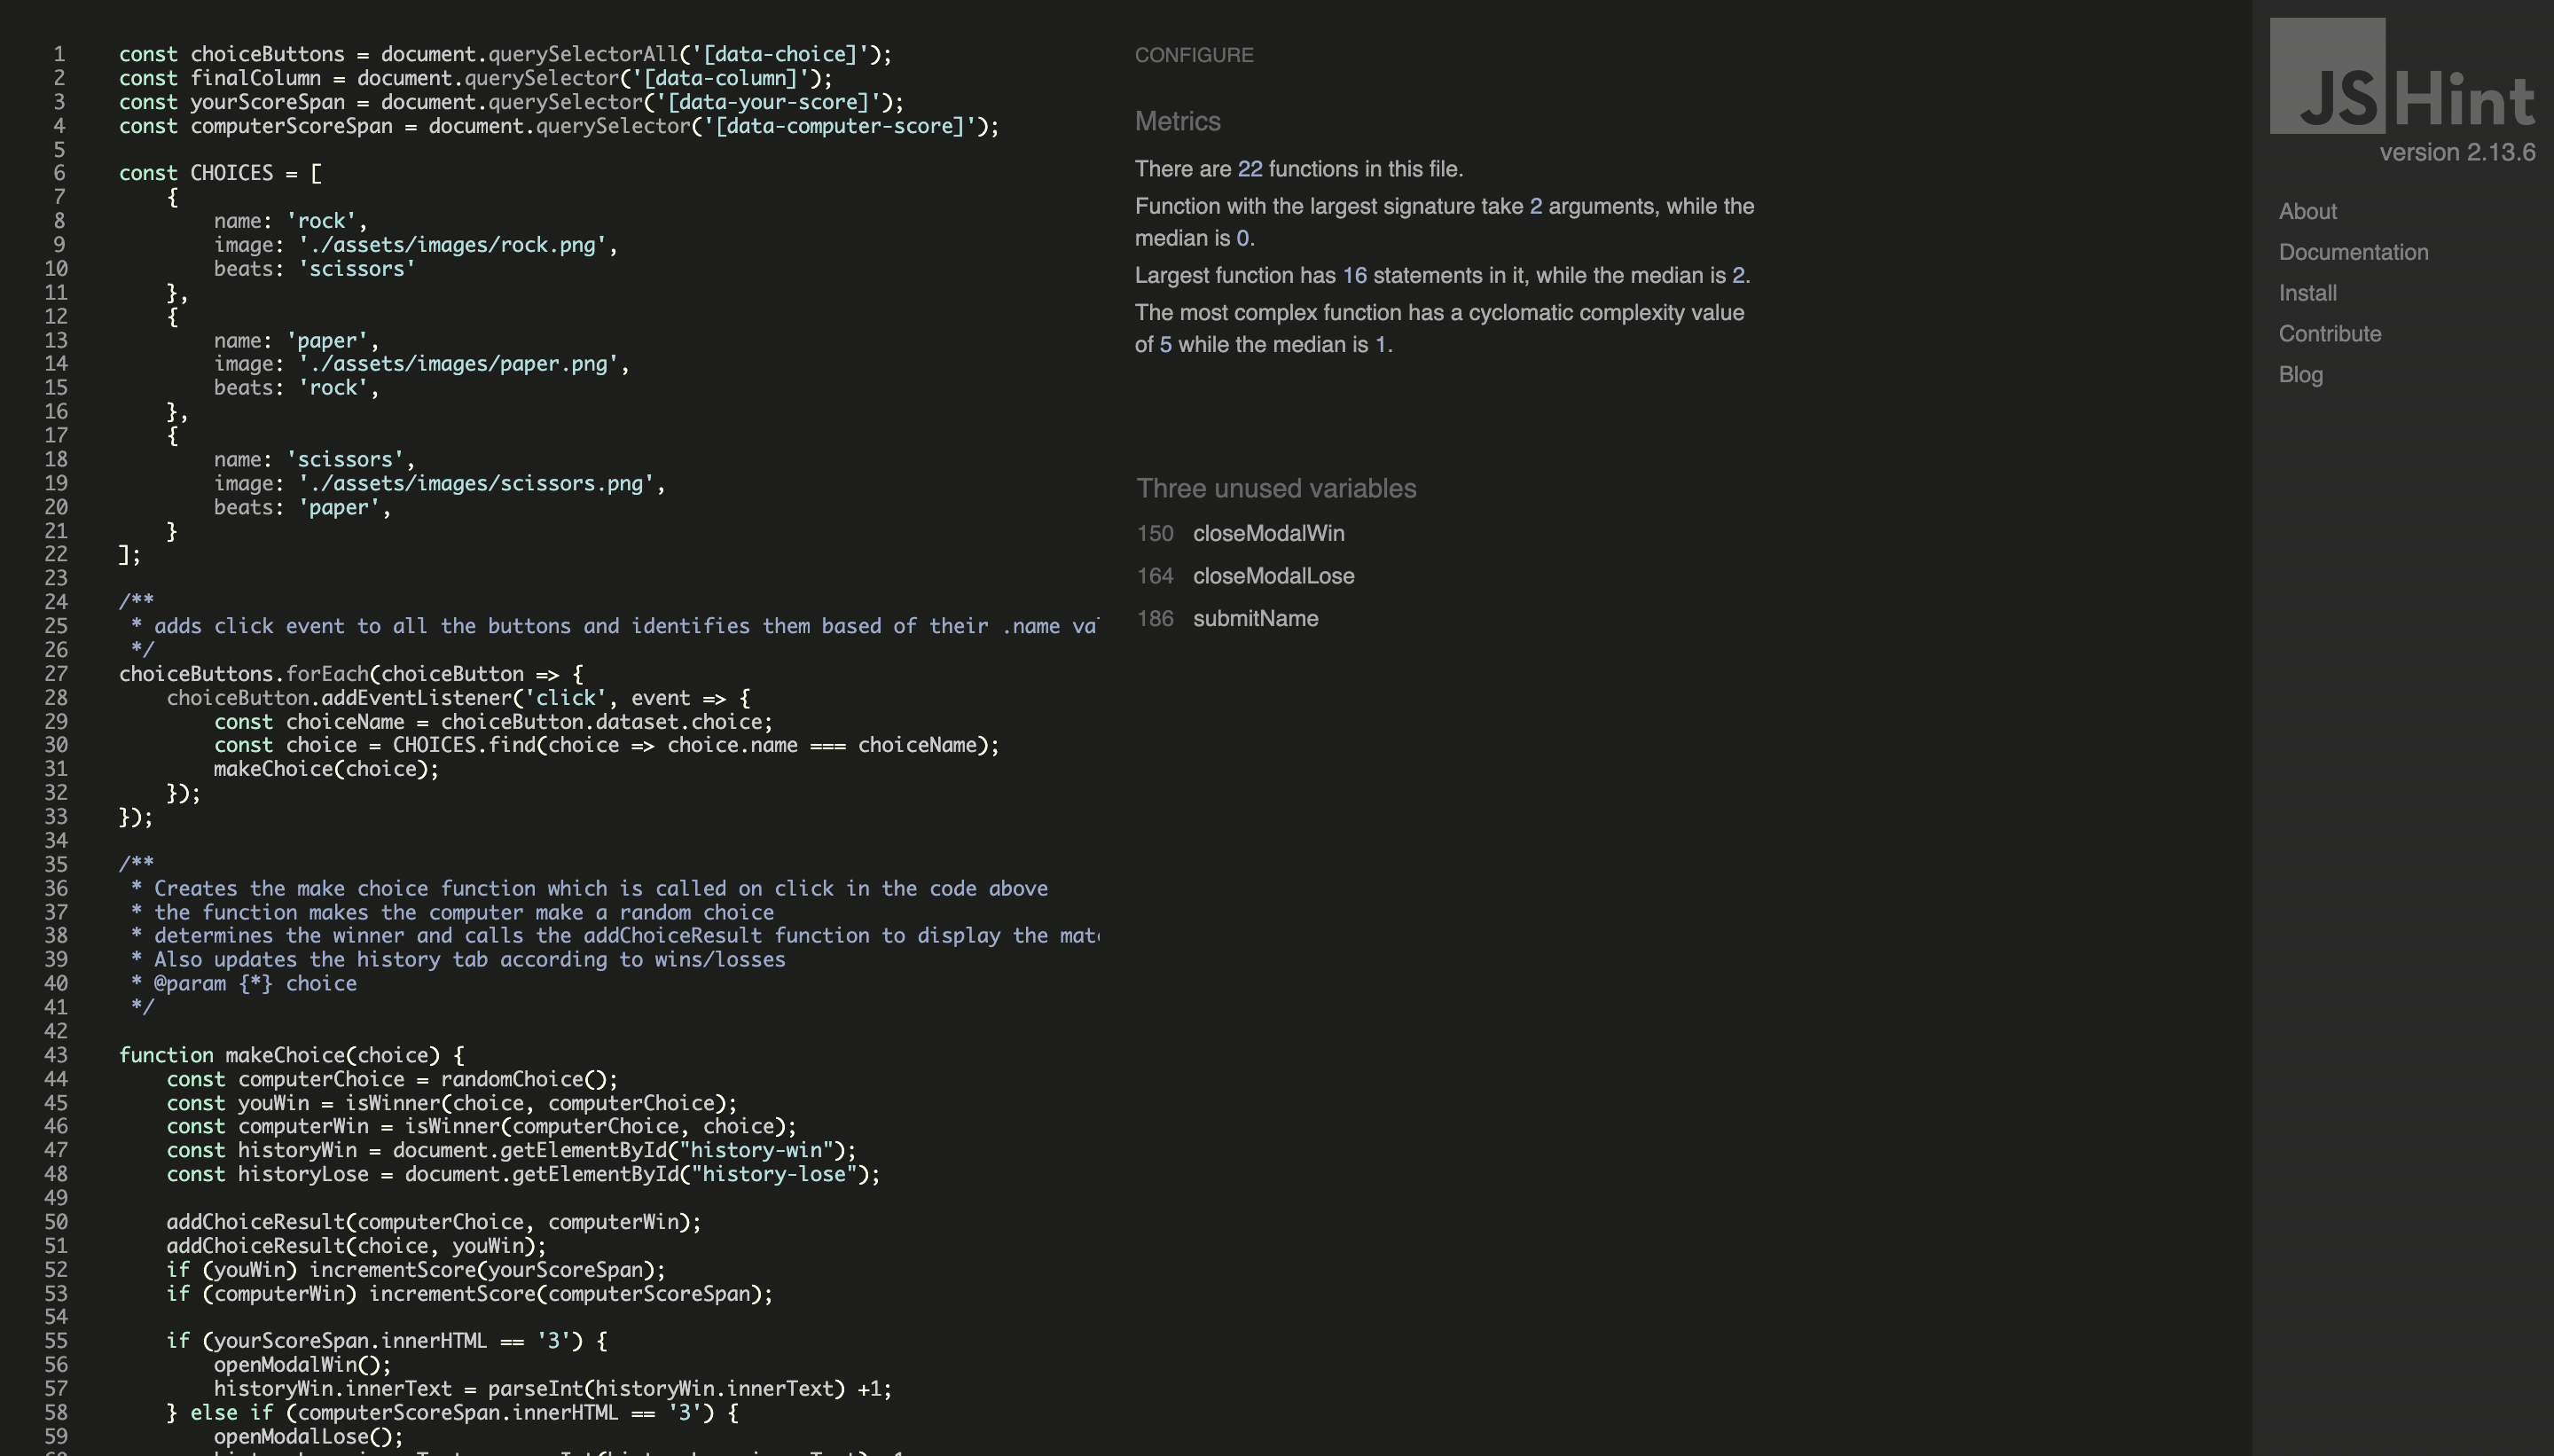 1 const choiceButtons = document.querySelectorAll('[data-choice]');
2 const finalColumn = document.querySelector('[data-column]');
3 const yourScoreSpan = document.querySelector('[data-your-score]');
4 const computerScoreSpan = document.querySelector('[data-computer-score]');
5
6 const CHOICES = [
7 {
8 name: 'rock',
9 image: './assets/images/rock.png',
10 beats: 'scissors'
11 },
12 {
13 name: 'paper',
14 image: './assets/images/paper.png',
15 beats: 'rock',
16 },
17 {
18 name: 'scissors',
19 image: './assets/images/scissors.png',
20 beats: 'paper',
21 }
22 ];
23
24 /**
25 * adds click event to all the buttons and identifies them based of their .name
26 */
27 choiceButtons.forEach(choiceButton => {
28 choiceButton.addEventListener('click', event => {
29 const choiceName = choiceButton.dataset.choice;
30 const choice = CHOICES.find(choice => choice.name === choiceName);
31 makeChoice(choice);
32 });
33 });
34
35 /**
36 * Creates the make choice function which is called on click in the code above
37 * the function makes the computer make a random choice
38 * determines the winner and calls the addChoiceResult function to display the
39 * Also updates the history tab according to wins/losses
40 * @param {*} choice
41 */
42
43 function makeChoice(choice) {
44 const computerChoice = randomChoice();
45 const youWin = isWinner(choice, computerChoice);
46 const computerWin = isWinner(computerChoice, choice);
47 const historyWin = document.getElementById("history-win");
48 const historyLose = document.getElementById("history-lose");
49
50 addChoiceResult(computerChoice, computerWin);
51 addChoiceResult(choice, youWin);
52 if (youWin) incrementScore(yourScoreSpan);
53 if (computerWin) incrementScore(computerScoreSpan);
54
55 if (yourScoreSpan.innerHTML == '3') {
56 openModalWin();
57 historyWin.innerText = parseInt(historyWin.innerText) +1;
58 } else if (computerScoreSpan.innerHTML == '3') {
59 openModalLose();
CONFIGURE
Metrics
There are 22 functions in this file.
Function with the largest signature take 2 arguments, while the
median is 0.
Largest function has 16 statements in it, while the median is 2.
The most complex function has a cyclomatic complexity value
of 5 while the median is 1.
Three unused variables
150 closeModalWin
164 closeModalLose
186 submitName
JSHint
version 2.13.6
About
Documentation
Install
Contribute
Blog